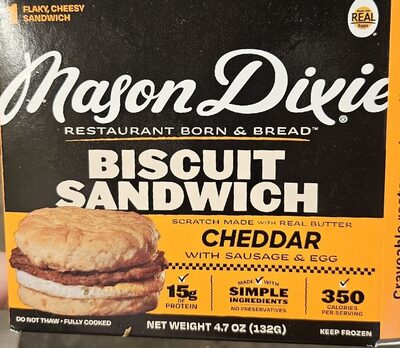 1 FLAKY, CHEESY
SANDWICH
REAL
Eggs
Mason Dixie®
RESTAURANT BORN & BREAD™
BISCUIT
SANDWICH
SCRATCH MADE WITH REAL BUTTER
CHEDDAR
WITH SAUSAGE & EGG
15g OF PROTEIN
MADE WITH SIMPLE INGREDIENTS
NO PRESERVATIVES
350 CALORIES PER SERVING
DO NOT THAW • FULLY COOKED
NET WEIGHT 4.7 OZ (132G)
KEEP FROZEN